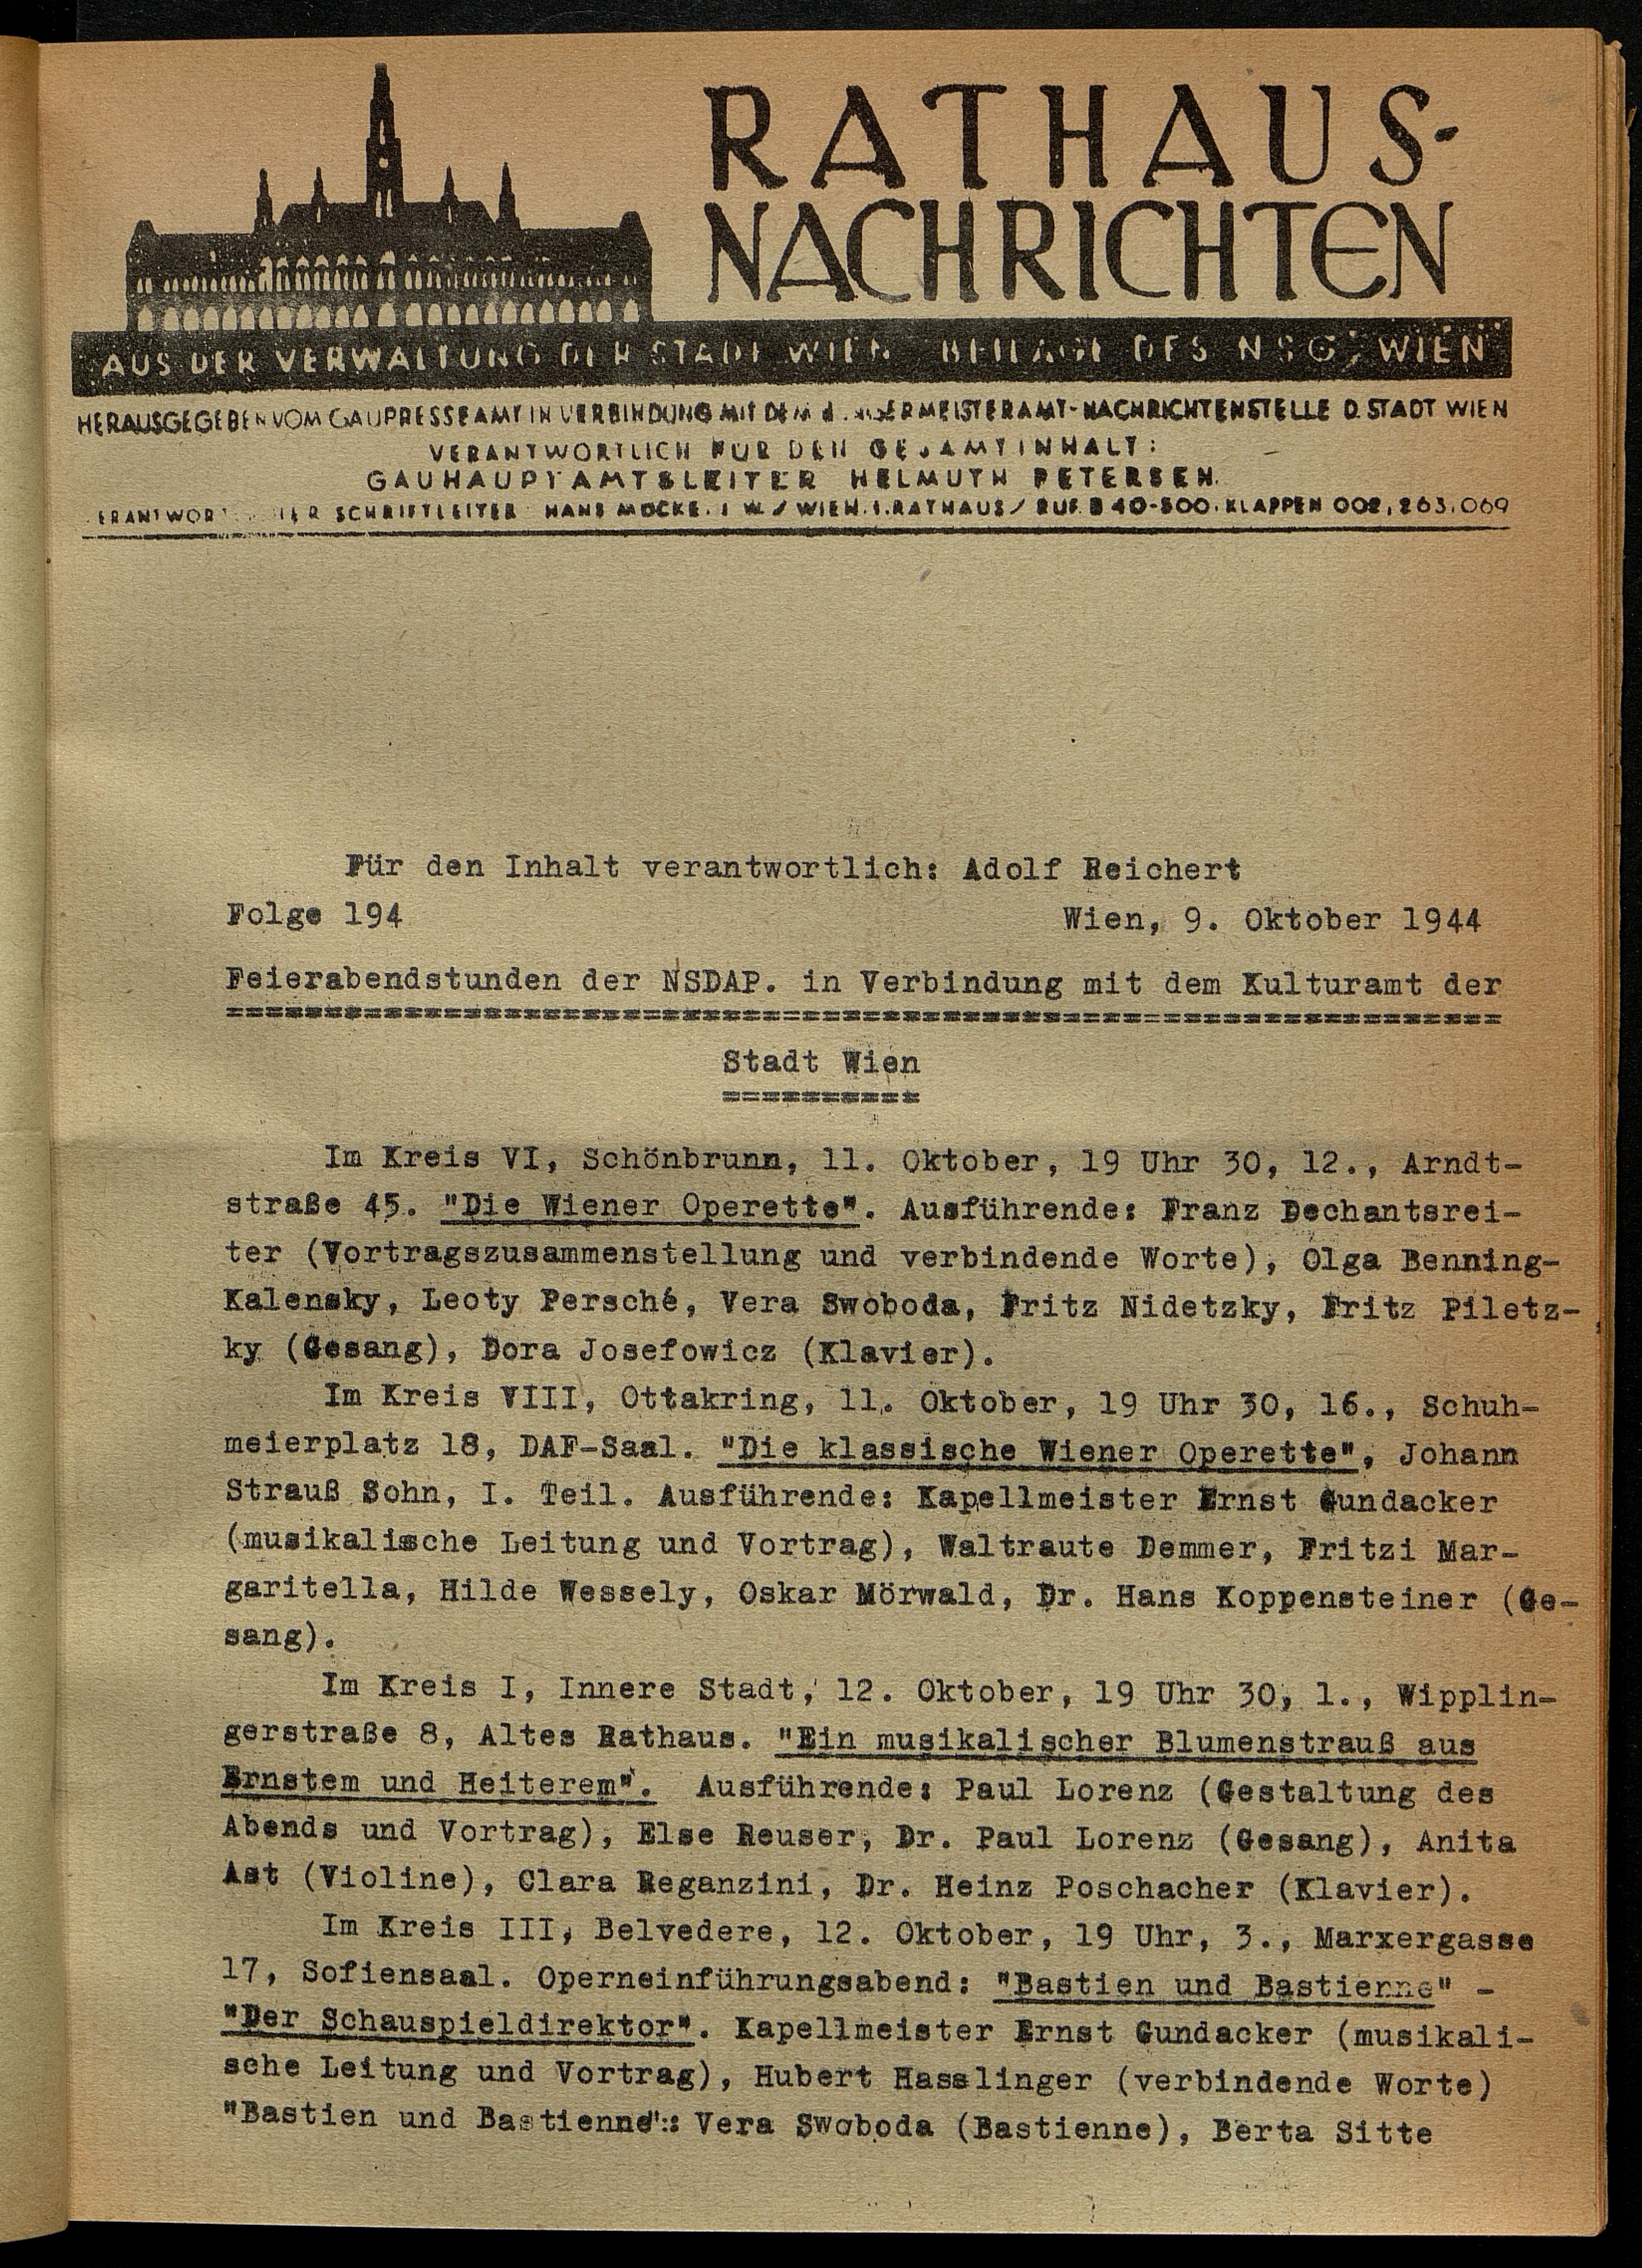 RATHAUS-
NACHRICHTEN
AUS DER VERWALTUNG DER STADT WIEN BEILAGE DES NSG WIEN
HERAUSGEGEBEN VOM GAUPRESSEAMT IN VERBINDUNG MIT DEM NACHRICHTENSTELLE D. STADT WIEN
VERANTWORTLICH FÜR DEN GESAMTINHALT:
GAUHAUPTAMTSLEITER HELMUTH PETERSEN.
SCHRIFTLEITER HANS MUCKE. I. W. / WIEN. I. RATHAUS / RUF. B 40-500. KLAPPEN 002, 263, 069
Für den Inhalt verantwortlich: Adolf Reichert
Folge 194 Wien, 9. Oktober 1944
Feierabendstunden der NSDAP. in Verbindung mit dem Kulturamt der
Stadt Wien
Im Kreis VI, Schönbrunn, 11. Oktober, 19 Uhr 30, 12., Arndt-
straße 45. "Die Wiener Operette". Ausführende: Franz Dechantsrei-
ter (Vortragszusammenstellung und verbindende Worte), Olga Benning-
Kalensky, Leoty Persché, Vera Swoboda, Fritz Nidetzky, Fritz Piletz-
ky (Gesang), Dora Josefowicz (Klavier).
Im Kreis VIII, Ottakring, 11. Oktober, 19 Uhr 30, 16., Schuh-
meierplatz 18, DAF-Saal. "Die klassische Wiener Operette", Johann
Strauß Sohn, I. Teil. Ausführende: Kapellmeister Ernst Gundacker
(musikalische Leitung und Vortrag), Waltraute Demmer, Fritzi Mar-
garitella, Hilde Wessely, Oskar Mörwald, Dr. Hans Koppensteiner (Ge-
sang).
Im Kreis I, Innere Stadt, 12. Oktober, 19 Uhr 30, 1., Wipplin-
gerstraße 8, Altes Rathaus. "Ein musikalischer Blumenstrauß aus
Ernstem und Heiterem". Ausführende: Paul Lorenz (Gestaltung des
Abends und Vortrag), Else Reuser, Dr. Paul Lorenz (Gesang), Anita
Ast (Violine), Clara Reganzini, Dr. Heinz Poschacher (Klavier).
Im Kreis III, Belvedere, 12. Oktober, 19 Uhr, 3., Marxergasse
17, Sofiensaal. Operneinführungsabend: "Bastien und Bastienne" -
"Der Schauspieldirektor". Kapellmeister Ernst Gundacker (musikali-
sche Leitung und Vortrag), Hubert Hasslinger (verbindende Worte)
"Bastien und Bastienne": Vera Swoboda (Bastienne), Berta Sitte